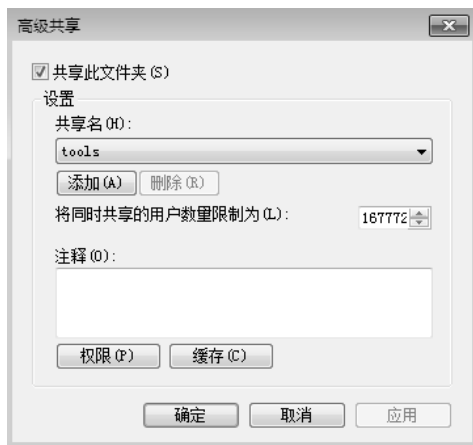 高级共享
共享此文件夹(S)
设置
共享名(H):
tools
添加(A) 删除(R)
将同时共享的用户数量限制为(L): 167772
注释(O):
权限(P) 缓存(C)
确定 取消 应用